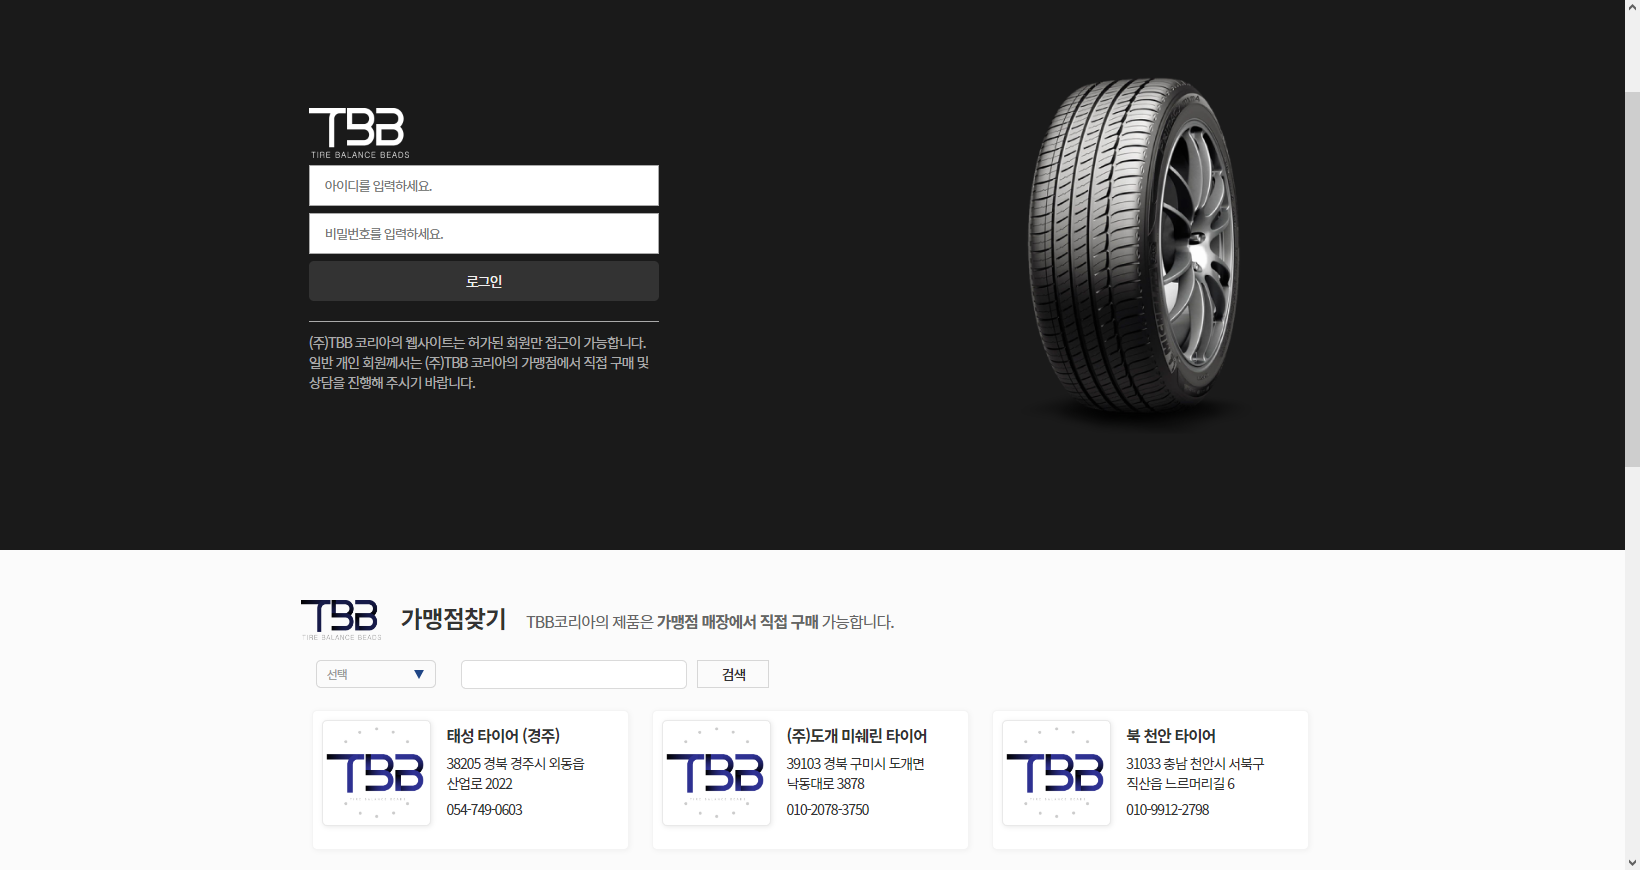 TBB
TIRE BALANCE BEADS
아이디를 입력하세요.
비밀번호를 입력하세요.
로그인
(주)TBB 코리아의 웹사이트는 허가된 회원만 접근이 가능합니다.
일반 개인 회원께서는 (주)TBB 코리아의 가맹점에서 직접 구매 및
상담을 진행해 주시기 바랍니다.
TBB
TIRE BALANCE BEADS
가맹점찾기
TBB코리아의 제품은 가맹점 매장에서 직접 구매 가능합니다.
선택
▼
검색
TBB
TIRE BALANCE BEADS
태성 타이어 (경주)
38205 경북 경주시 외동읍
산업로 2022
054-749-0603
TBB
TIRE BALANCE BEADS
(주)도개 미쉐린 타이어
39103 경북 구미시 도개면
낙동대로 3878
010-2078-3750
TBB
TIRE BALANCE BEADS
북 천안 타이어
31033 충남 천안시 서북구
직산읍 느르머리길 6
010-9912-2798